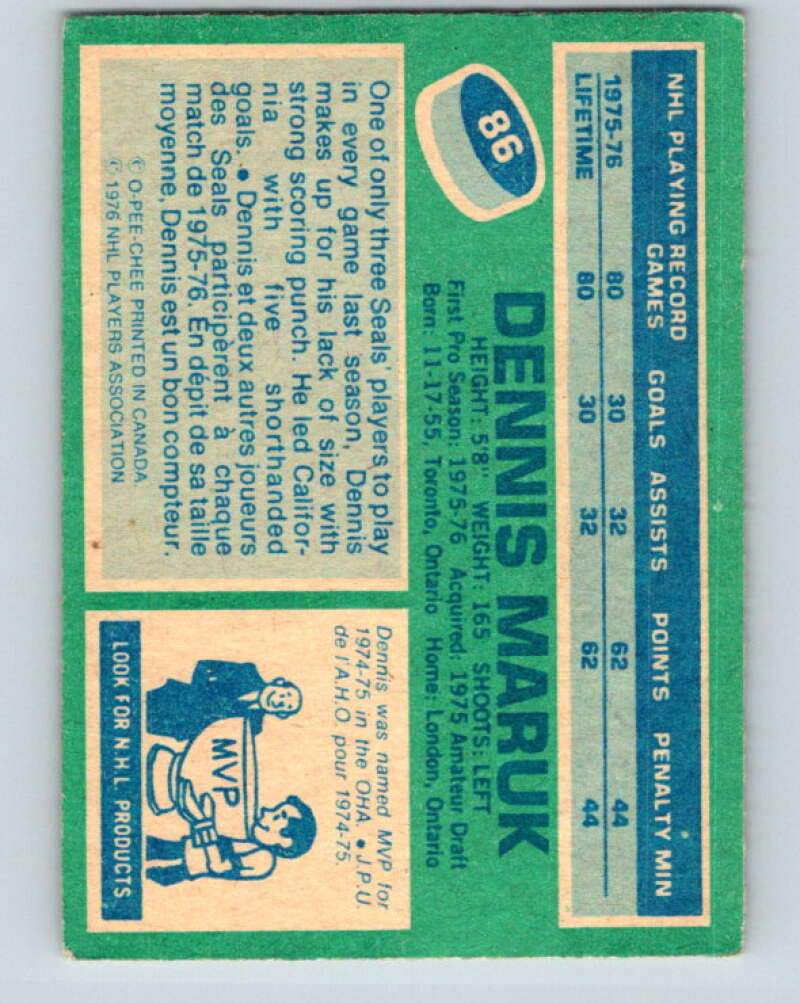 NHL PLAYING RECORD
GAMES GOALS ASSISTS POINTS PENALTY MIN
1975-76 80 30 32 62 44
LIFETIME 80 30 32 62 44
86
DENNIS MARUK
HEIGHT: 5'8" WEIGHT: 165 SHOOTS: LEFT
First Pro Season: 1975-76 Acquired: 1975 Amateur Draft
Born: 11-17-55, Toronto, Ontario Home: London, Ontario
One of only three Seals' players to play
in every game last season, Dennis
makes up for his lack of size with
strong scoring punch. He led Califor-
nia with five shorthanded
goals. • Dennis et deux autres joueurs
des Seals participèrent à chaque
match de 1975-76. En dépit de sa taille
moyenne, Dennis est un bon compteur.
© O-PEE-CHEE PRINTED IN CANADA
© 1976 NHL PLAYERS ASSOCIATION
Dennis was named MVP for
1974-75 in the OHA. • J.P.U.
de l'A.H.O. pour 1974-75.
MVP
LOOK FOR N.H.L. PRODUCTS